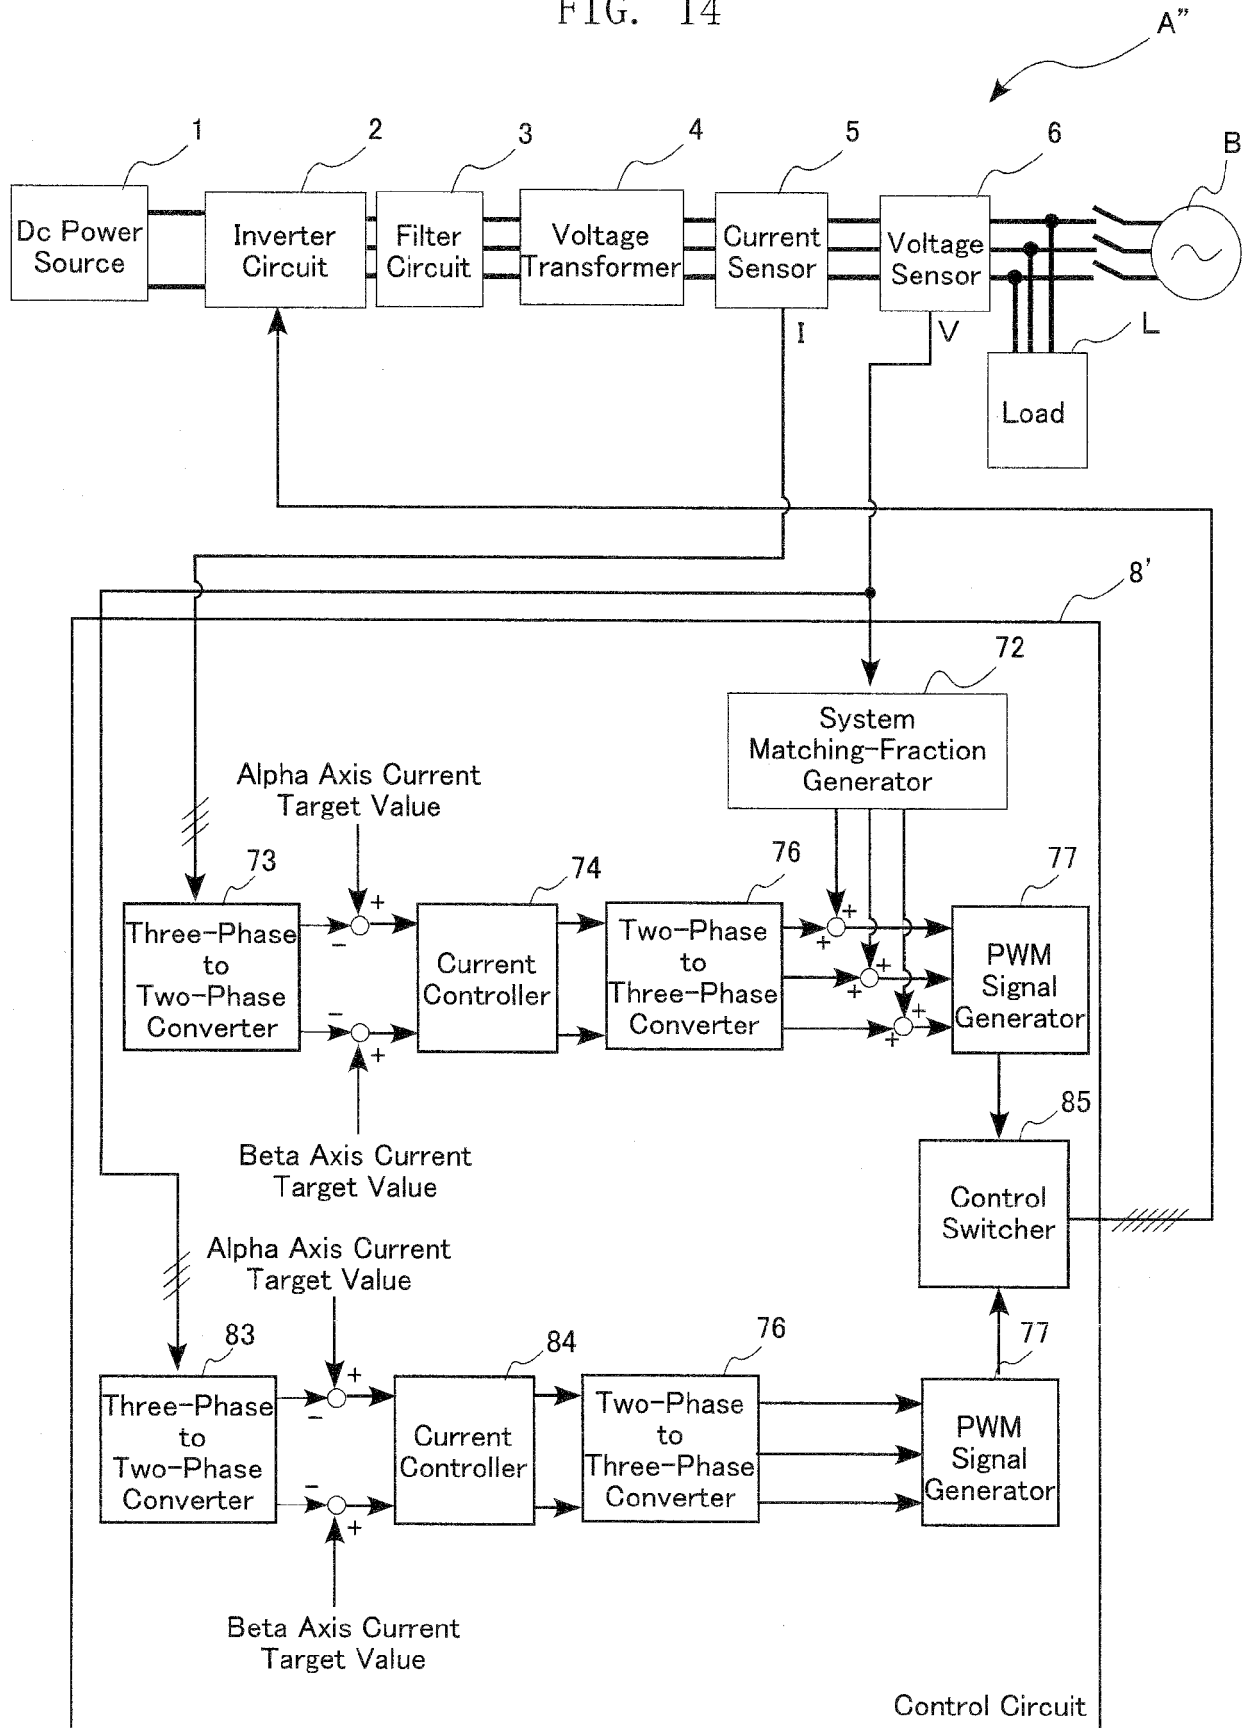 FIG. 14
A”
1
2
3
4
5
6
B
Dc Power
Source
Inverter
Circuit
Filter
Circuit
Voltage
Transformer
Current
Sensor
Voltage
Sensor
I
V
L
Load
8'
72
System
Matching-Fraction
Generator
Alpha Axis Current
Target Value
73
74
76
77
+
−
+
+
+
+
+
+
−
+
+
Three-Phase
to
Two-Phase
Converter
Current
Controller
Two-Phase
to
Three-Phase
Converter
PWM
Signal
Generator
Beta Axis Current
Target Value
85
Control
Switcher
Alpha Axis Current
Target Value
83
84
76
77
+
−
−
+
Three-Phase
to
Two-Phase
Converter
Current
Controller
Two-Phase
to
Three-Phase
Converter
PWM
Signal
Generator
Beta Axis Current
Target Value
Control Circuit